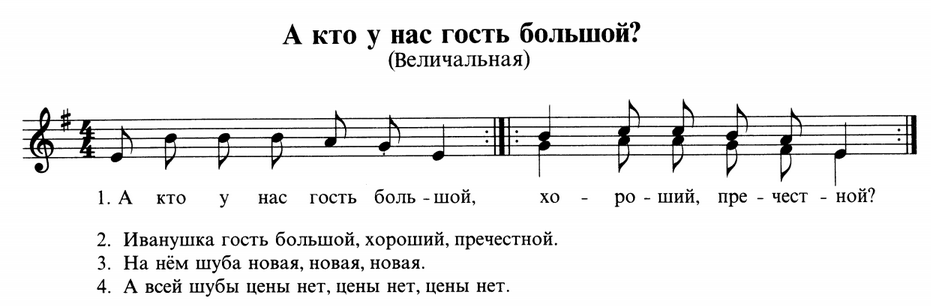 А кто у нас гость большой?
(Величальная)
4
4
1. А кто у нас гость боль - шой, хо - ро - ший, пре - чест - ной?
2. Иванушка гость большой, хороший, пречестной.
3. На нём шуба новая, новая, новая.
4. А всей шубы цены нет, цены нет, цены нет.